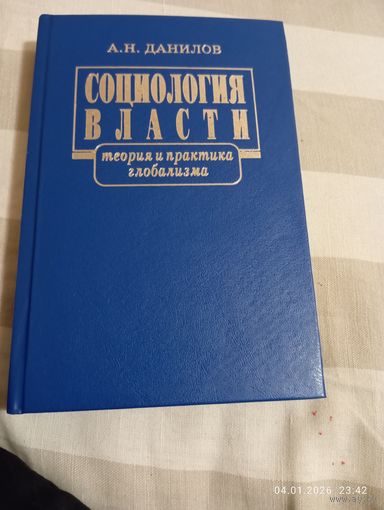 А.Н. ДАНИЛОВ
СОЦИОЛОГИЯ
ВЛАСТИ
теория и практика
глобализма
04.01.2026 23:42